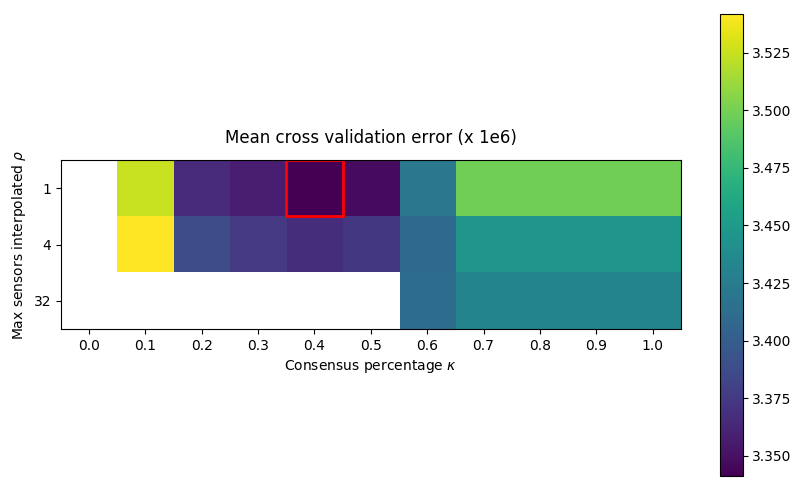 Mean cross validation error (x 1e6)
Max sensors interpolated ρ
1
4
32
0.0 0.1 0.2 0.3 0.4 0.5 0.6 0.7 0.8 0.9 1.0
Consensus percentage κ
3.525
3.500
3.475
3.450
3.425
3.400
3.375
3.350